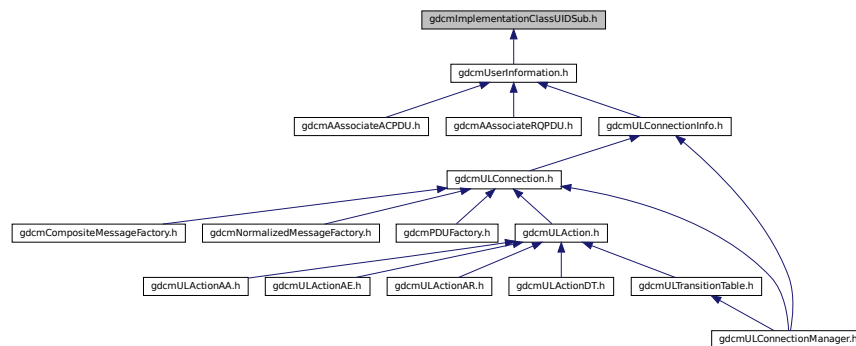 gdcmImplementationClassUIDSub.h
gdcmUserInformation.h
gdcmAAssociateACPDU.h
gdcmAAssociateRQPDU.h
gdcmULConnectionInfo.h
gdcmULConnection.h
gdcmCompositeMessageFactory.h
gdcmNormalizedMessageFactory.h
gdcmPDUFactory.h
gdcmULAction.h
gdcmULActionAA.h
gdcmULActionAE.h
gdcmULActionAR.h
gdcmULActionDT.h
gdcmULTransitionTable.h
gdcmULConnectionManager.h